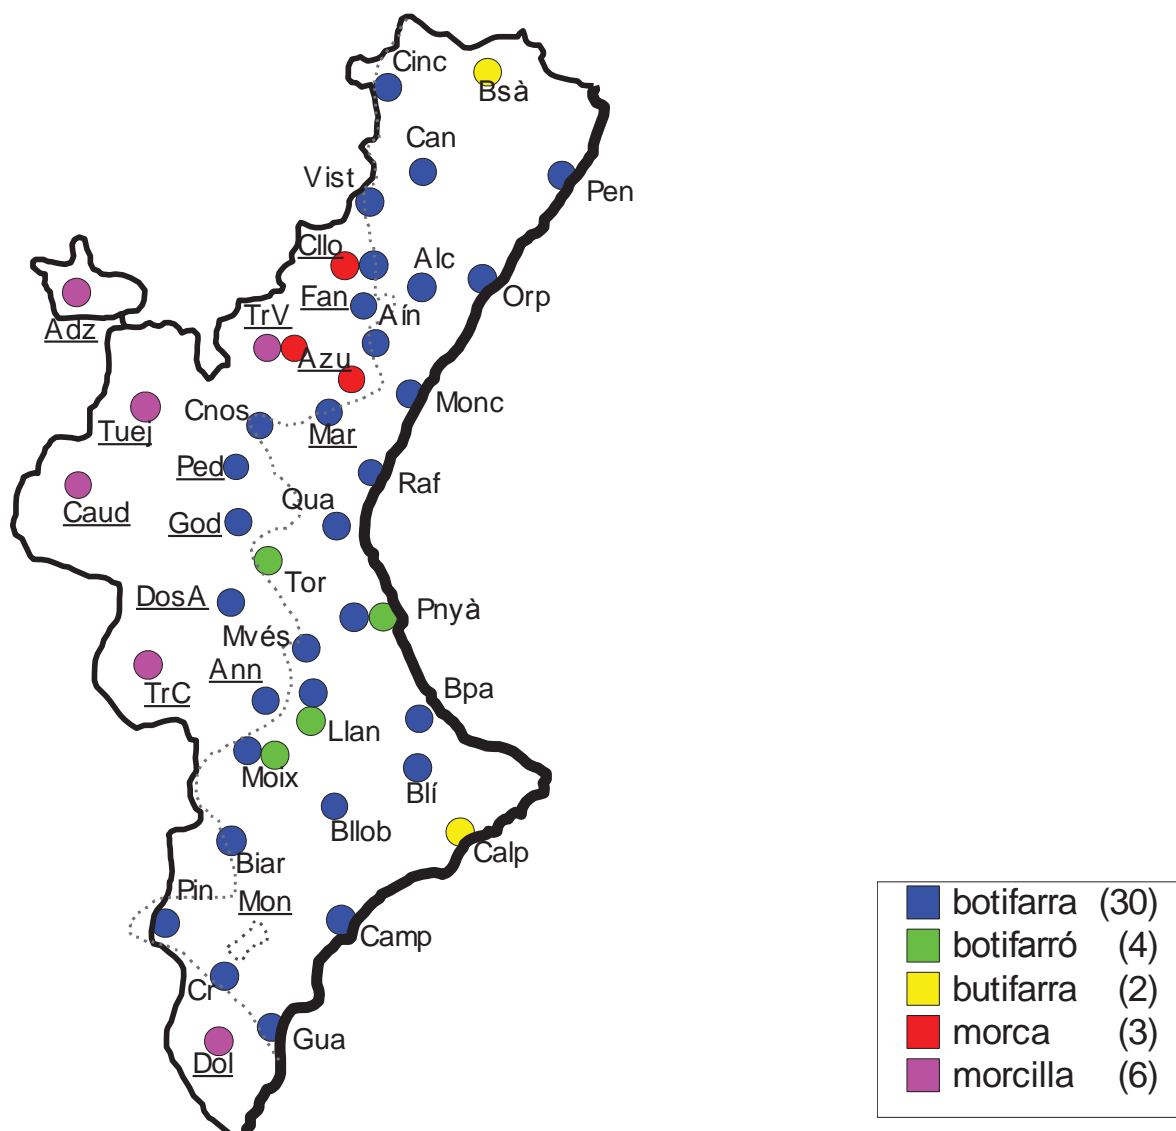 Cinc
Bsà
Can
Vist
Pen
Cllo
Alc
Fan
Orp
Adz
TrV
Aín
Azu
Monc
Cnos
Tuej
Mar
Ped
Raf
Caud
God
Qua
Tor
DosA
Pnyà
Mvés
Ann
TrC
Bpa
Llan
Moix
Blí
Bllob
Calp
Biar
Pin
Mon
Camp
Cr
Gua
Dol
botifarra (30)
botifarró (4)
butifarra (2)
morca (3)
morcilla (6)